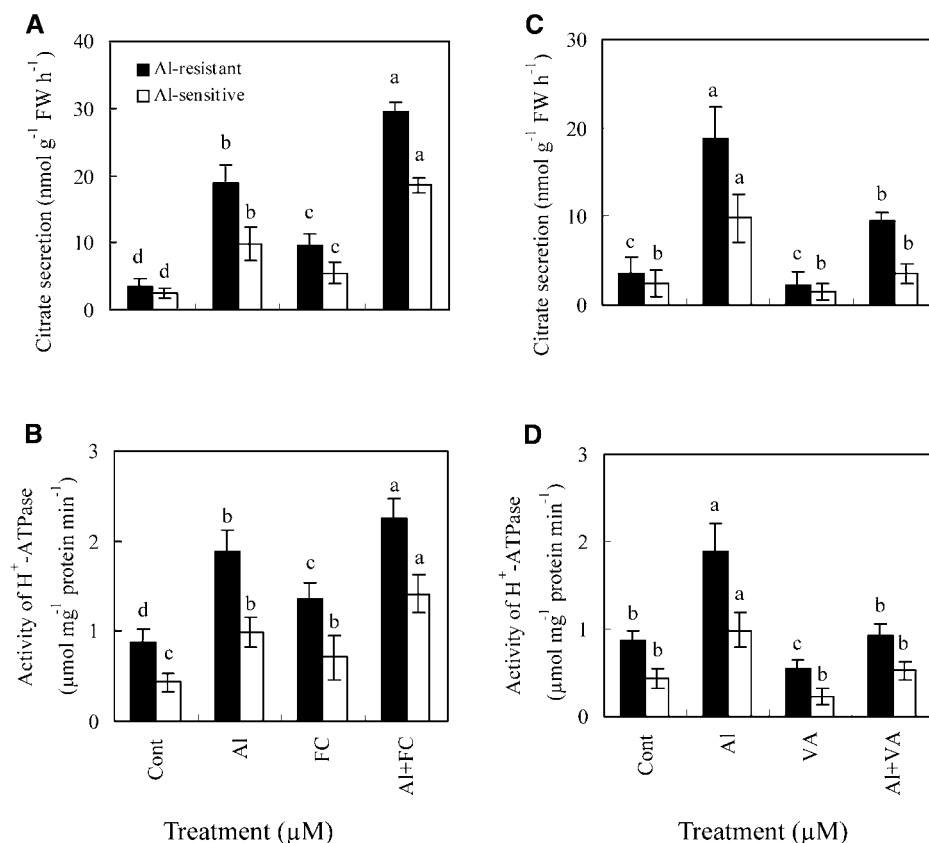 A
Citrate secretion (nmol g⁻¹ FW h⁻¹)
40
30
20
10
0
Al-resistant
Al-sensitive
d
d
b
b
c
c
a
a
C
Citrate secretion (nmol g⁻¹ FW h⁻¹)
30
20
10
0
c
b
a
a
c
b
b
b
B
Activity of H⁺-ATPase
(μmol mg⁻¹ protein min⁻¹)
3
2
1
0
d
c
b
b
c
b
a
a
Cont
Al
FC
Al+FC
Treatment (μM)
D
Activity of H⁺-ATPase
(μmol mg⁻¹ protein min⁻¹)
3
2
1
0
b
b
a
a
c
b
b
b
Cont
Al
VA
Al+VA
Treatment (μM)